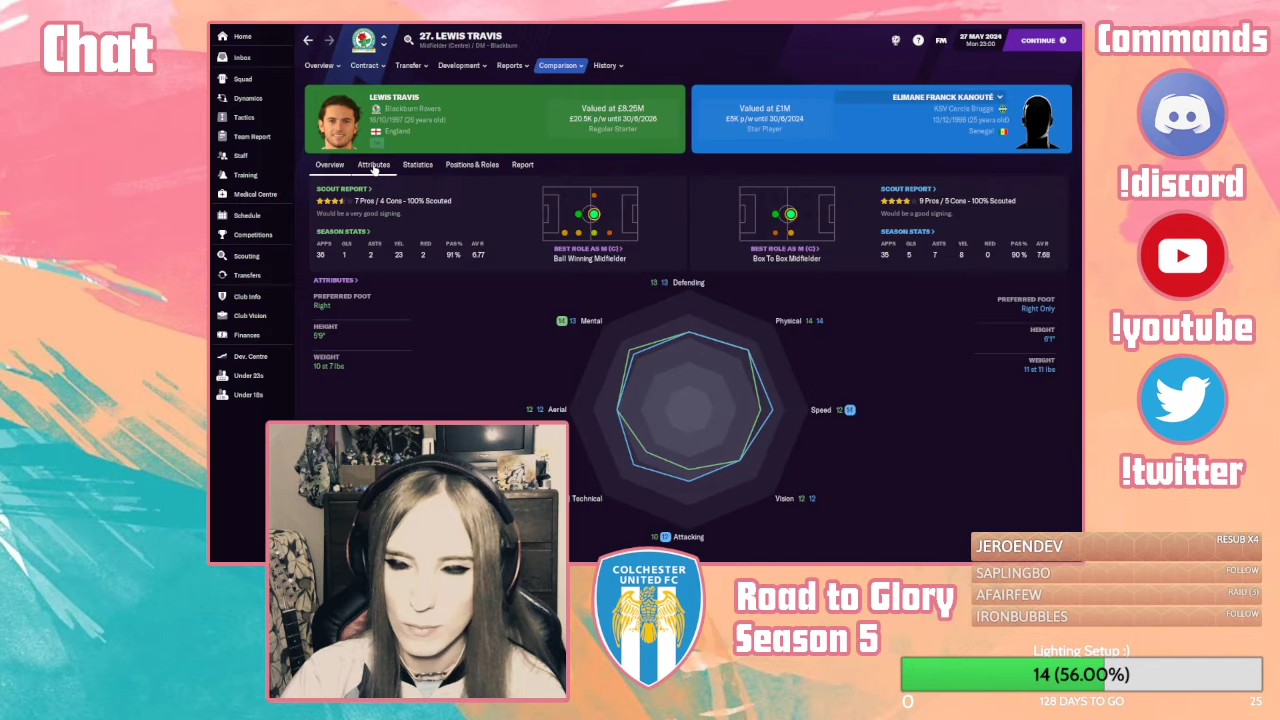 Chat
Commands
!discord
!youtube
!twitter
Home
Inbox
Squad
Dynamics
Tactics
Team Report
Staff
Training
Medical Centre
Schedule
Competitions
Scouting
Transfers
Club Info
Club Vision
Finances
Dev. Centre
Under 23s
Under 18s
27. LEWIS TRAVIS
Midfielder (Centre) / DM - Blackburn
FM
27 MAY 2024
Mon 23:00
CONTINUE
Overview Contract Transfer Development Reports Comparison History
LEWIS TRAVIS
Blackburn Rovers
16/10/1997 (26 years old)
England
Valued at £8.25M
£20.5K p/w until 30/6/2026
Regular Starter
Valued at £1M
£5K p/w until 30/6/2024
Star Player
ELIMANE FRANCK KANOUTÉ
KSV Cercle Brugge
13/12/1998 (25 years old)
Senegal
Overview Attributes Statistics Positions & Roles Report
SCOUT REPORT >
7 Pros / 4 Cons - 100% Scouted
Would be a very good signing.
SEASON STATS >
APPS GLS ASTS YEL RED PAS% AV R
35 1 2 23 2 91 % 6.77
BEST ROLE AS M (C) >
Ball Winning Midfielder
BEST ROLE AS M (C) >
Box To Box Midfielder
SCOUT REPORT >
9 Pros / 5 Cons - 100% Scouted
Would be a good signing.
SEASON STATS >
APPS GLS ASTS YEL RED PAS% AV R
35 5 7 8 0 90 % 7.68
ATTRIBUTES >
PREFERRED FOOT
Right
HEIGHT
5'9"
WEIGHT
10 st 7 lbs
13 13 Defending
14 13 Mental
Physical 14 14
12 12 Aerial
Speed 12 14
Technical
Vision 12 12
10 12 Attacking
PREFERRED FOOT
Right Only
HEIGHT
6'1"
WEIGHT
11 st 11 lbs
COLCHESTER
UNITED FC
Road to Glory
Season 5
JEROENDEV RESUB X4
SAPLINGBO FOLLOW
AFAIRFEW RAID (3)
IRONBUBBLES FOLLOW
Lighting Setup :)
14 (56.00%)
0 128 DAYS TO GO 25